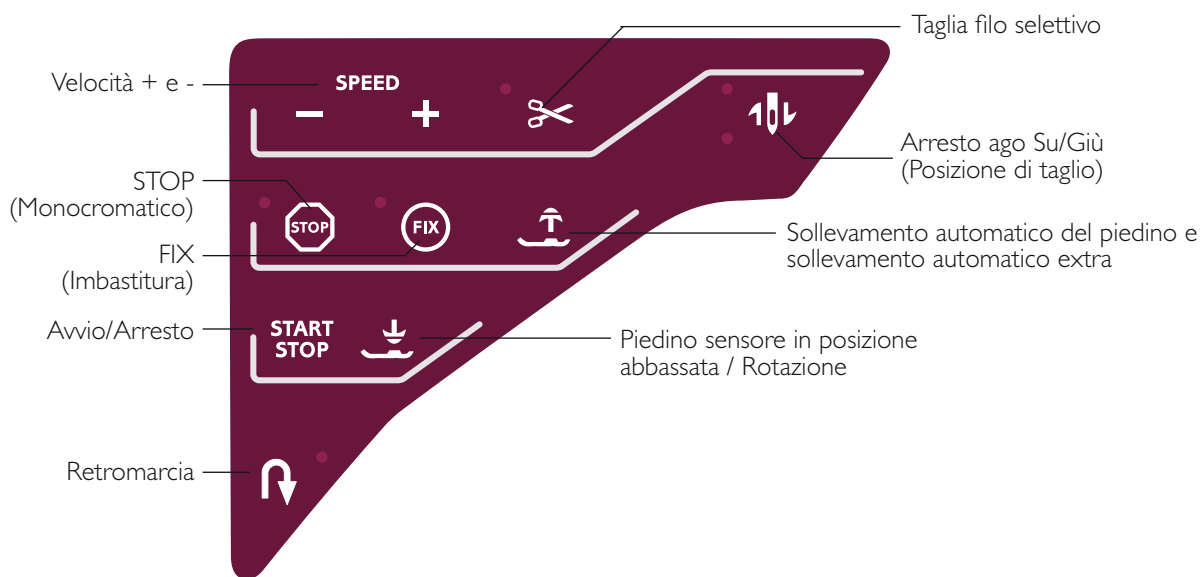 Taglia filo selettivo
Velocità + e -
SPEED
− +
Arresto ago Su/Giù
(Posizione di taglio)
STOP
(Monocromatico)
STOP
FIX
FIX
(Imbastitura)
Sollevamento automatico del piedino e
sollevamento automatico extra
Avvio/Arresto
START
STOP
Piedino sensore in posizione
abbassata / Rotazione
Retromarcia